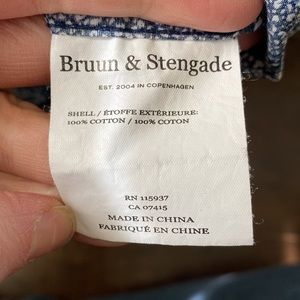 Bruun & Stengade
EST. 2004 IN COPENHAGEN
SHELL / ÉTOFFE EXTÉRIEURE:
100% COTTON / 100% COTON
RN 115937
CA 07415
MADE IN CHINA
FABRIQUÉ EN CHINE